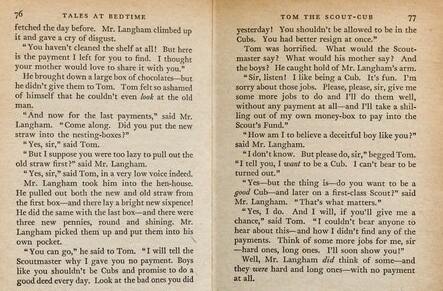 76 TALES AT BEDTIME
fetched the day before. Mr. Langham climbed up
it and gave a cry of disgust.
"You haven't cleaned the shelf at all! But here
is the payment I left for you to find. I thought
your mother would love to share it with you."
He brought down a large box of chocolates—but
he didn't give them to Tom. Tom felt so ashamed
of himself that he couldn't even look at the old
man.
"And now for the last payments," said Mr.
Langham. "Come along. Did you put the new
straw into the nesting-boxes?"
"Yes, sir," said Tom.
"But I suppose you were too lazy to pull out the
old straw first?" said Mr. Langham.
"Yes, sir," said Tom, in a very low voice indeed.
Mr. Langham took him into the hen-house.
He pulled out both the new and old straw from
the first box—and there lay a bright new sixpence!
He did the same with the last box—and there were
three new pennies, round and shining. Mr.
Langham picked them up and put them into his
own pocket.
"You can go," he said to Tom. "I will tell the
Scoutmaster why I gave you no payment. Boys
like you shouldn't be Cubs and promise to do a
good deed every day. Look at the bad ones you did
TOM THE SCOUT-CUB 77
yesterday! You shouldn't be allowed to be in the
Cubs. You had better resign at once."
Tom was horrified. What would the Scout-
master say? What would his mother say? And
the boys? He caught hold of Mr. Langham's arm.
"Sir, listen! I like being a Cub. It's fun. I'm
sorry about those jobs. Please, please, sir, give me
some more jobs to do and I'll do them well,
without any payment at all—and I'll take a shil-
ling out of my own money-box to pay into the
Scout's Fund."
"How am I to believe a deceitful boy like you?"
said Mr. Langham.
"I don't know. But please do, sir," begged Tom.
"I tell you, I want to be a Cub. I can't bear to be
turned out."
"Yes—but the thing is—do you want to be a
good Cub—and later on a first-class Scout?" said
Mr. Langham. "That's what matters."
"Yes, I do. And I will, if you'll give me a
chance," said Tom. "I couldn't bear anyone to
hear about this—and how I didn't find any of the
payments. Think of some more jobs for me, sir
—hard ones, long ones. I'll soon show you!"
Well, Mr. Langham did think of some—and
they were hard and long ones—with no payment
at all.